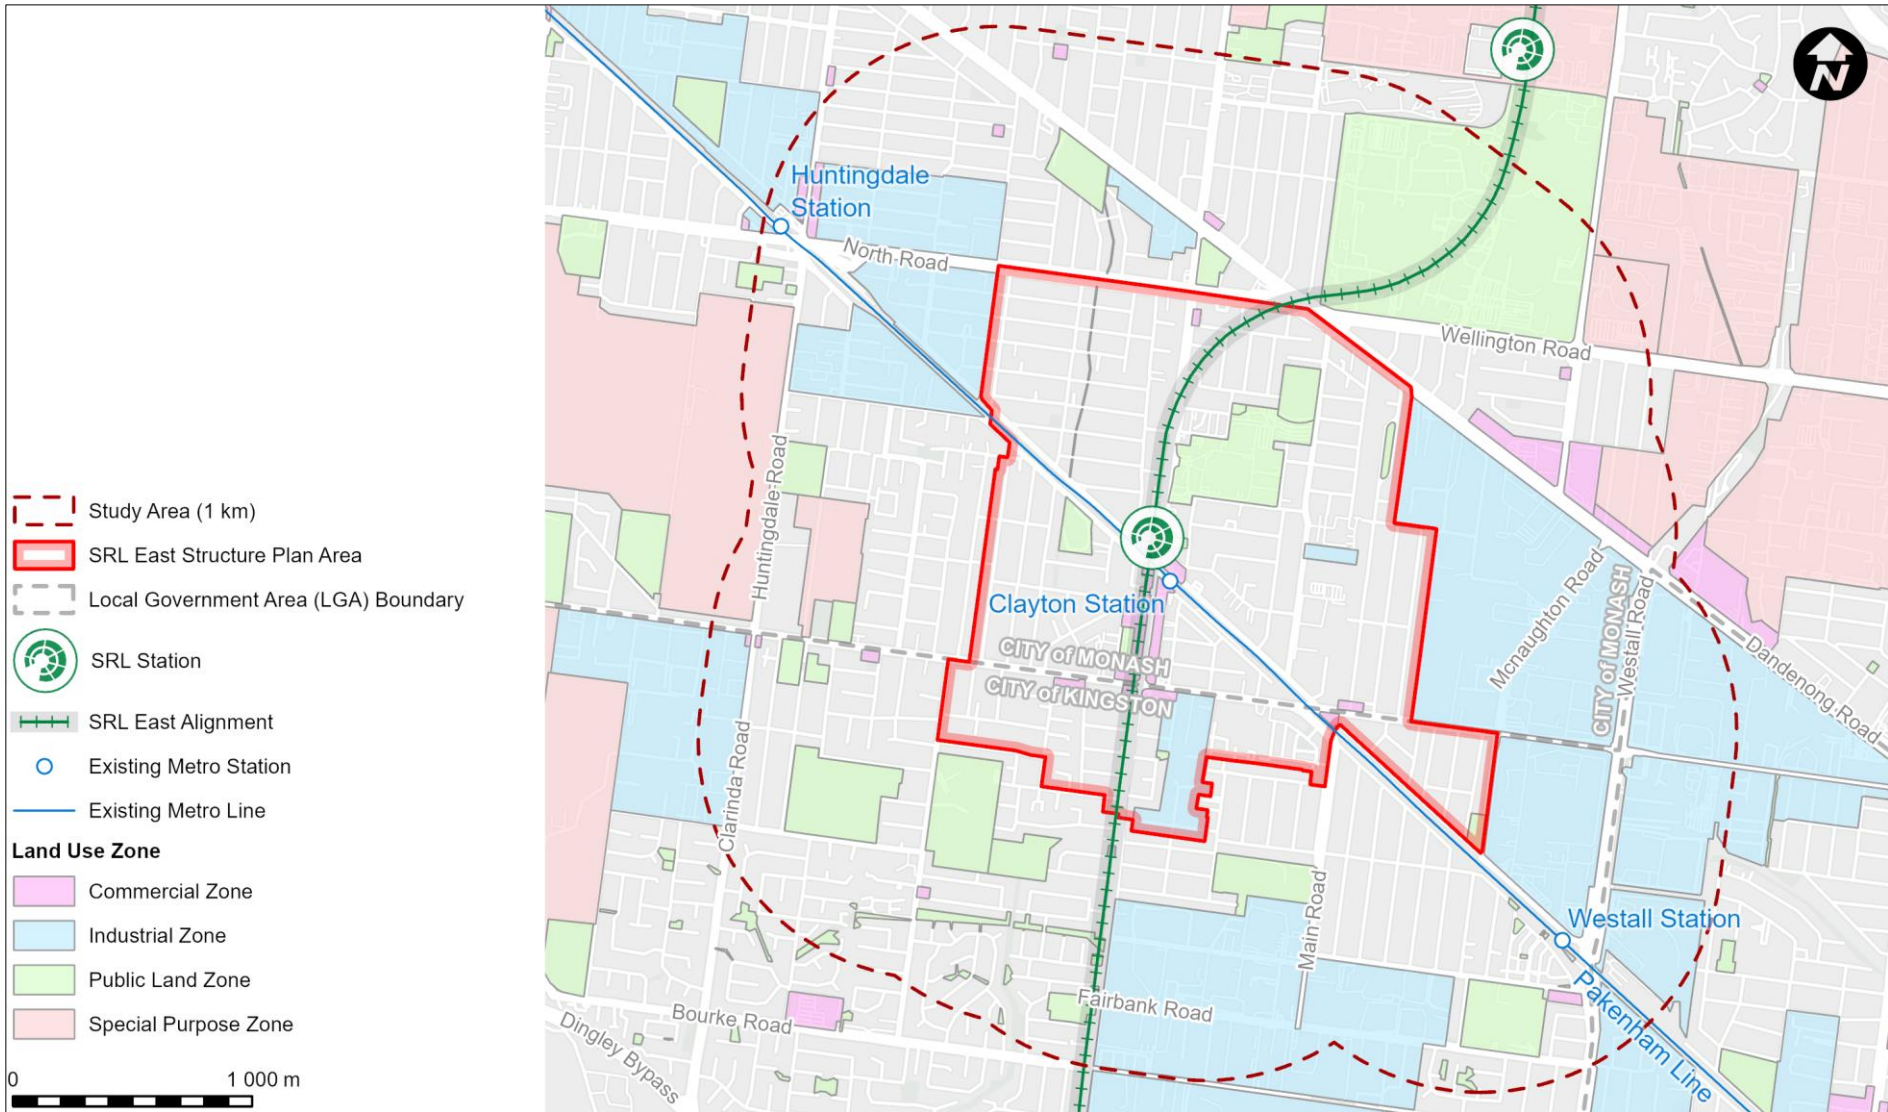 Study Area (1 km)
SRL East Structure Plan Area
Local Government Area (LGA) Boundary
SRL Station
SRL East Alignment
Existing Metro Station
Existing Metro Line
Land Use Zone
Commercial Zone
Industrial Zone
Public Land Zone
Special Purpose Zone
0 1 000 m
N
Huntingdale
Station
North Road
Wellington Road
Huntingdale Road
Clayton Station
CITY of MONASH
CITY of KINGSTON
Mcnaughton Road
CITY of MONASH
Westall Road
Dandenong Road
Clarinda Road
Main Road
Westall Station
Pakenham Line
Fairbank Road
Bourke Road
Dingley Bypass